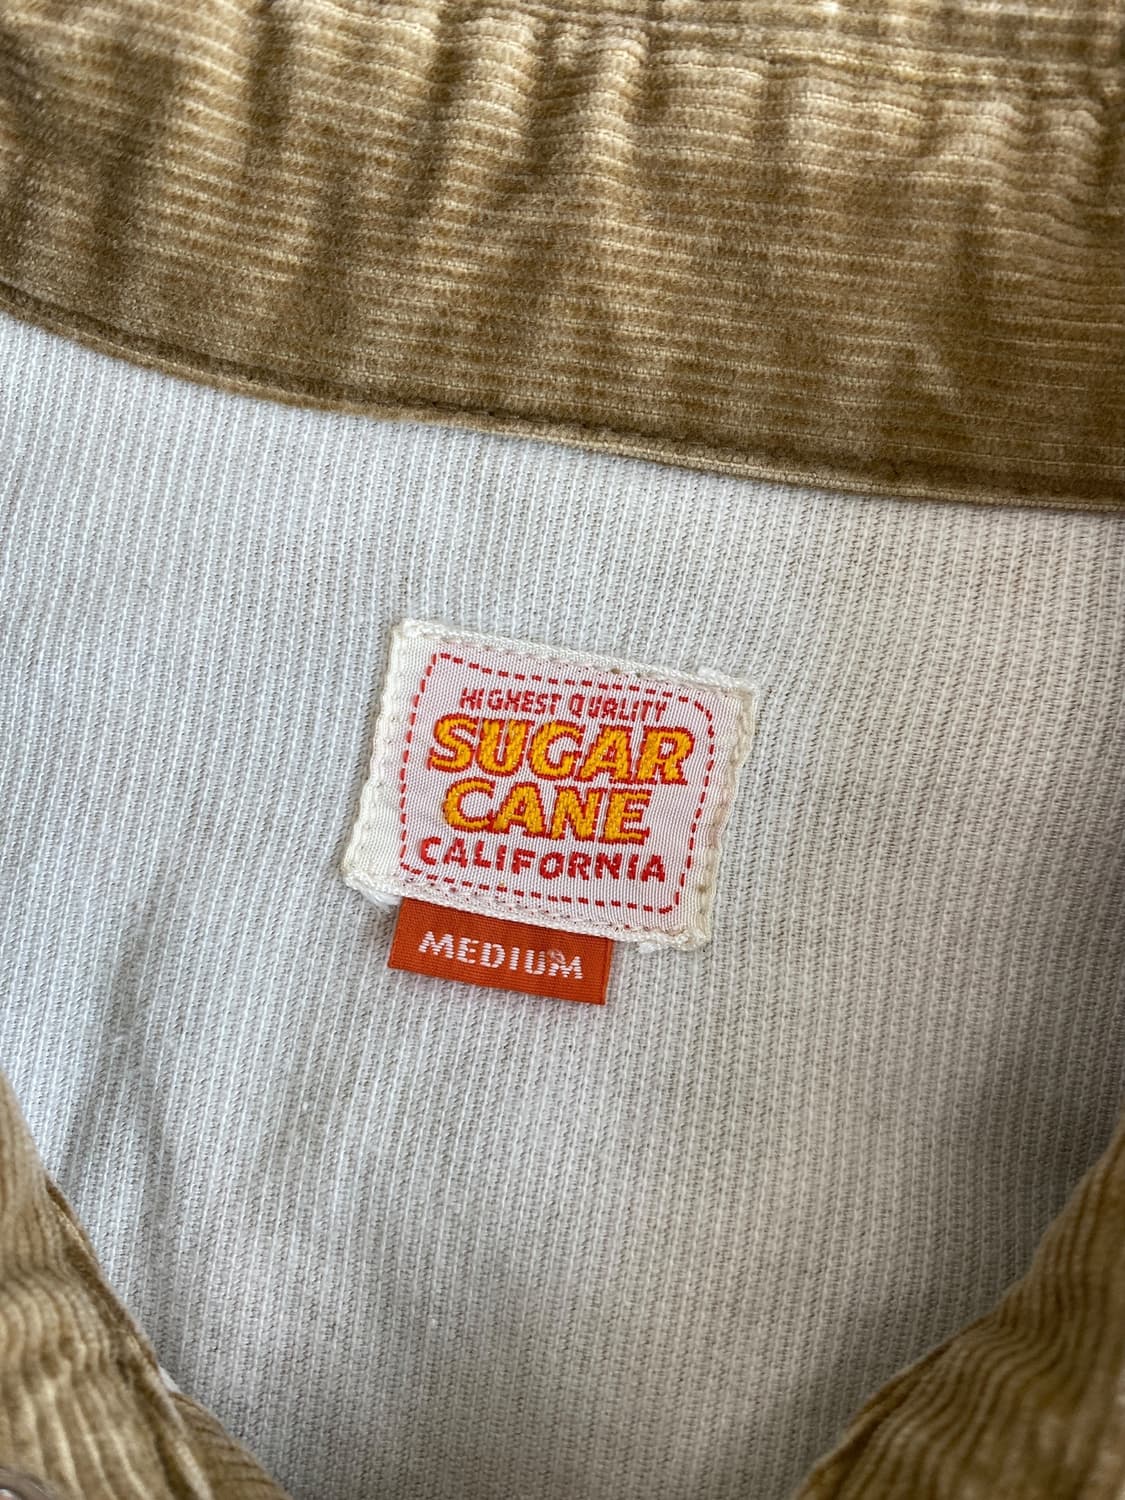 HIGHEST QUALITY
SUGAR
CANE
CALIFORNIA
MEDIUM